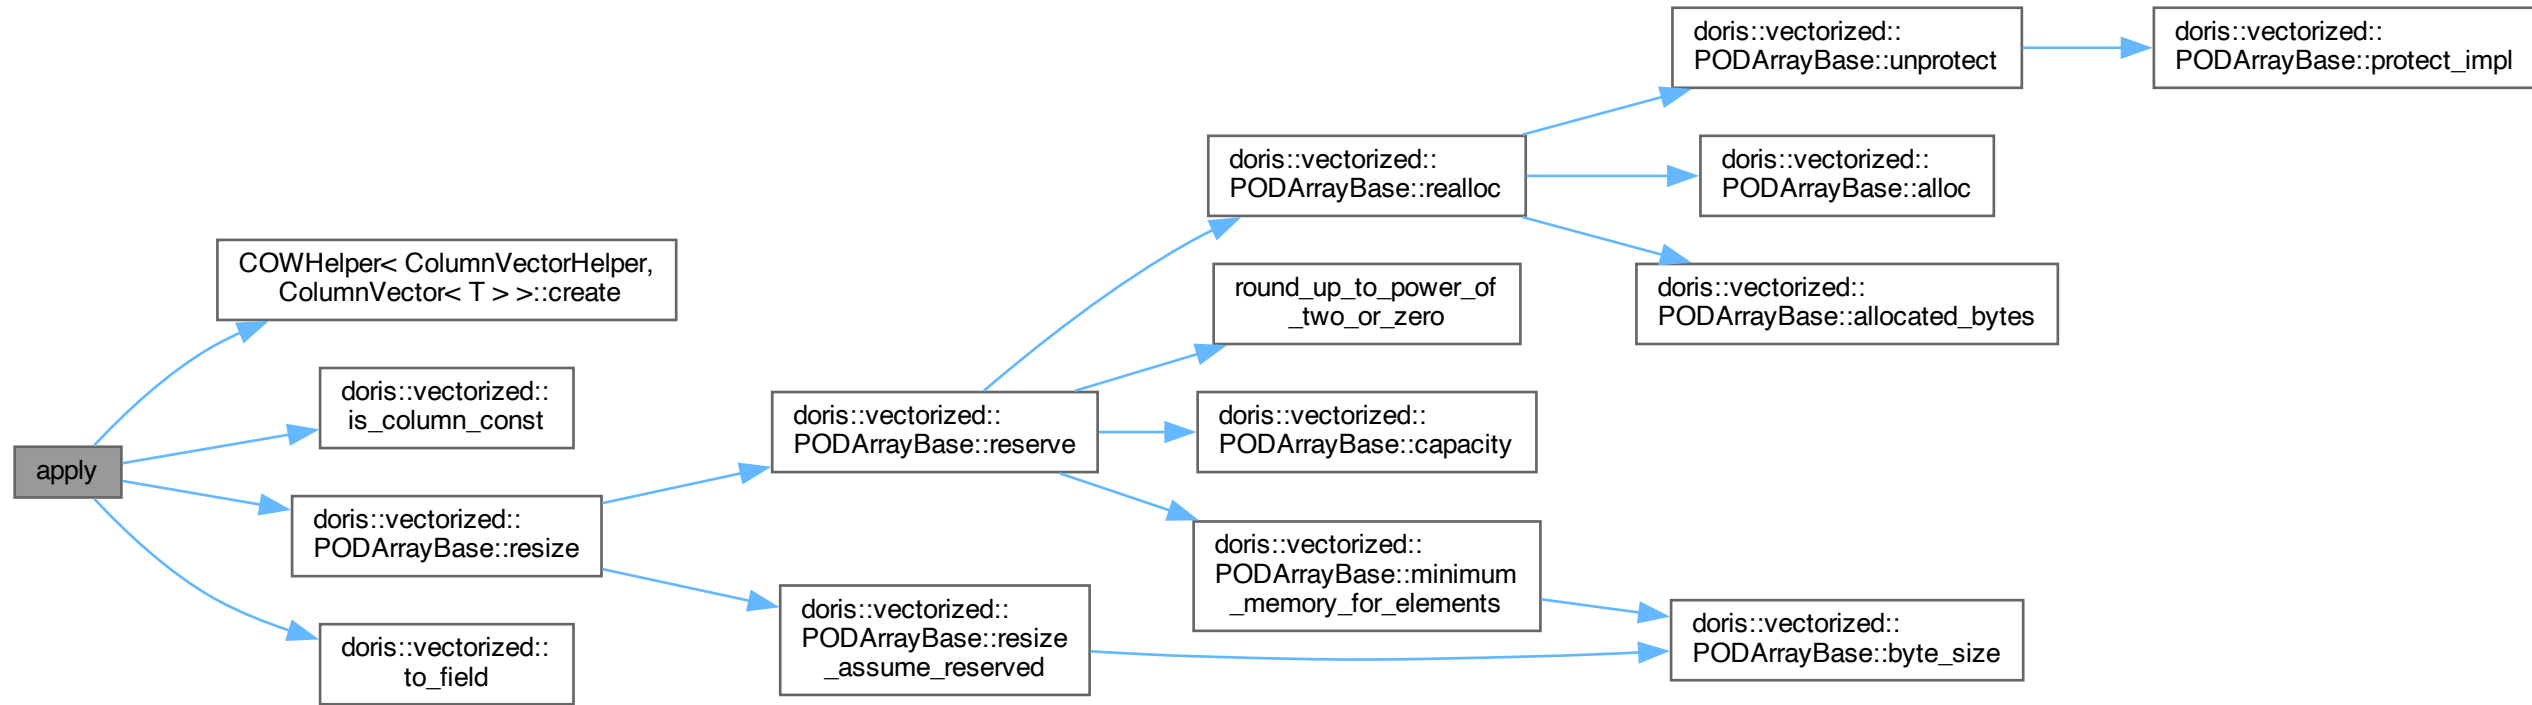 apply
COWHelper< ColumnVectorHelper,
ColumnVector< T > >::create
doris::vectorized::
is_column_const
doris::vectorized::
PODArrayBase::resize
doris::vectorized::
to_field
doris::vectorized::
PODArrayBase::reserve
doris::vectorized::
PODArrayBase::resize
_assume_reserved
doris::vectorized::
PODArrayBase::realloc
round_up_to_power_of
_two_or_zero
doris::vectorized::
PODArrayBase::capacity
doris::vectorized::
PODArrayBase::minimum
_memory_for_elements
doris::vectorized::
PODArrayBase::unprotect
doris::vectorized::
PODArrayBase::alloc
doris::vectorized::
PODArrayBase::allocated_bytes
doris::vectorized::
PODArrayBase::byte_size
doris::vectorized::
PODArrayBase::protect_impl